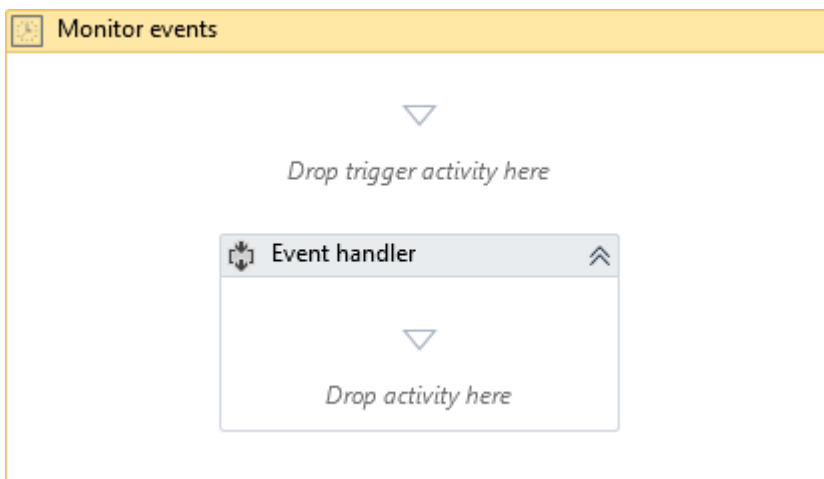 Monitor events
Drop trigger activity here
Event handler
Drop activity here